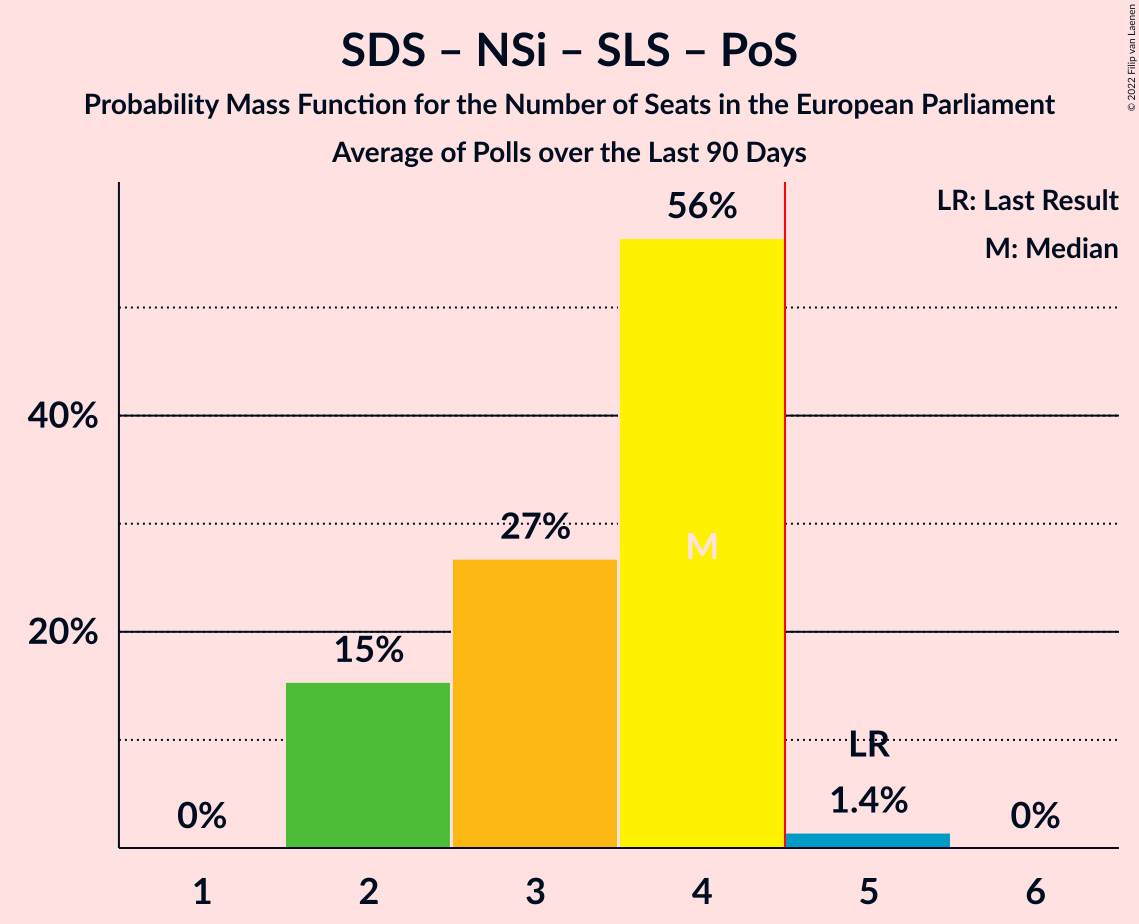 SDS – NSi – SLS – PoS
Probability Mass Function for the Number of Seats in the European Parliament
Average of Polls over the Last 90 Days
© 2022 Filip van Laenen
LR: Last Result
M: Median
56%
40%
27%
M
20%
15%
LR
1.4%
0%
0%
1 2 3 4 5 6